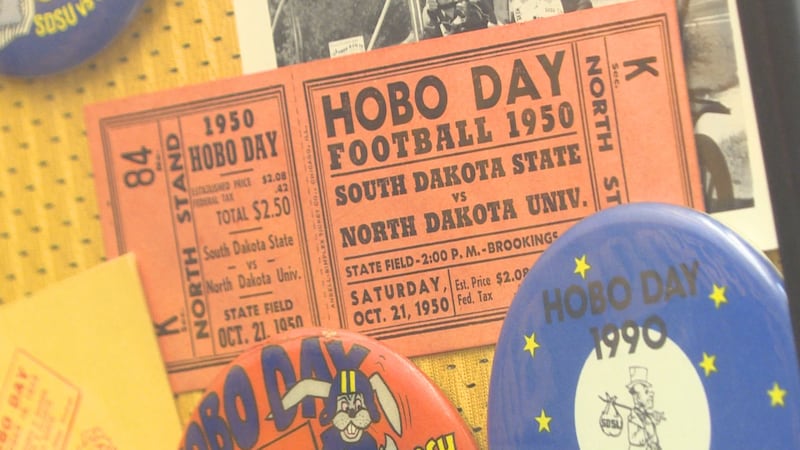 SDSU vs
84
NORTH STAND
K
1950
HOBO DAY
ESTABLISHED PRICE $2.08
FEDERAL TAX .42
TOTAL $2.50
South Dakota State
vs
North Dakota Univ.
STATE FIELD
OCT. 21, 1950
HOBO DAY
FOOTBALL 1950
SOUTH DAKOTA STATE
VS
NORTH DAKOTA UNIV.
STATE FIELD-2:00 P. M.-BROOKINGS
SATURDAY,
OCT. 21, 1950
Est. Price $2.08
Fed. Tax
NORTH ST
Sec.
K
HOBO DAY
HOBO DAY
1990
SDSU